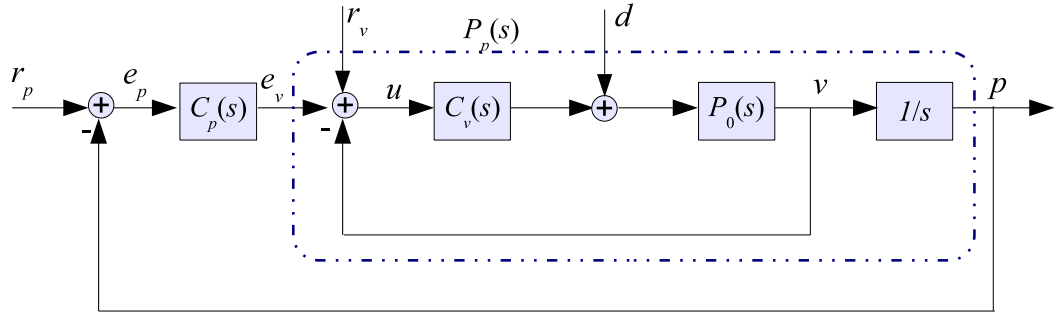 r_v
P_p(s)
d
r_p
+
-
e_p
C_p(s)
e_v
+
-
u
C_v(s)
+
P_0(s)
v
1/s
p